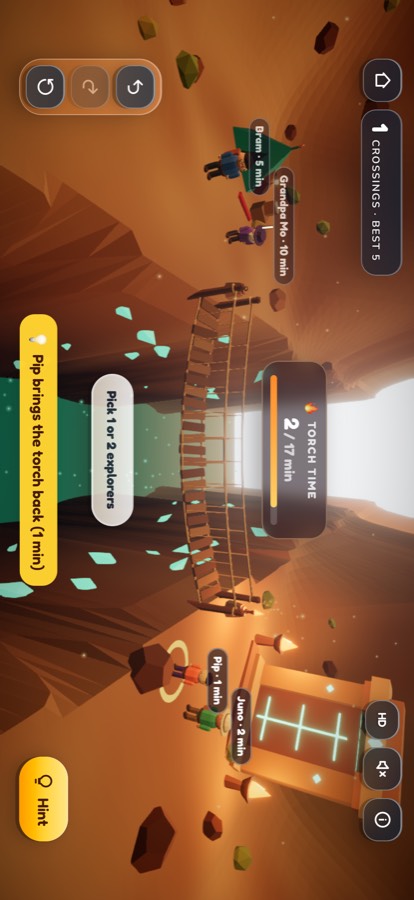 1 CROSSINGS · BEST 5
HD
🔥 TORCH TIME
2 / 17 min
Grandpa Mo · 10 min
Bram · 5 min
Juno · 2 min
Pip · 1 min
Pick 1 or 2 explorers
💡 Pip brings the torch back (1 min)
Hint